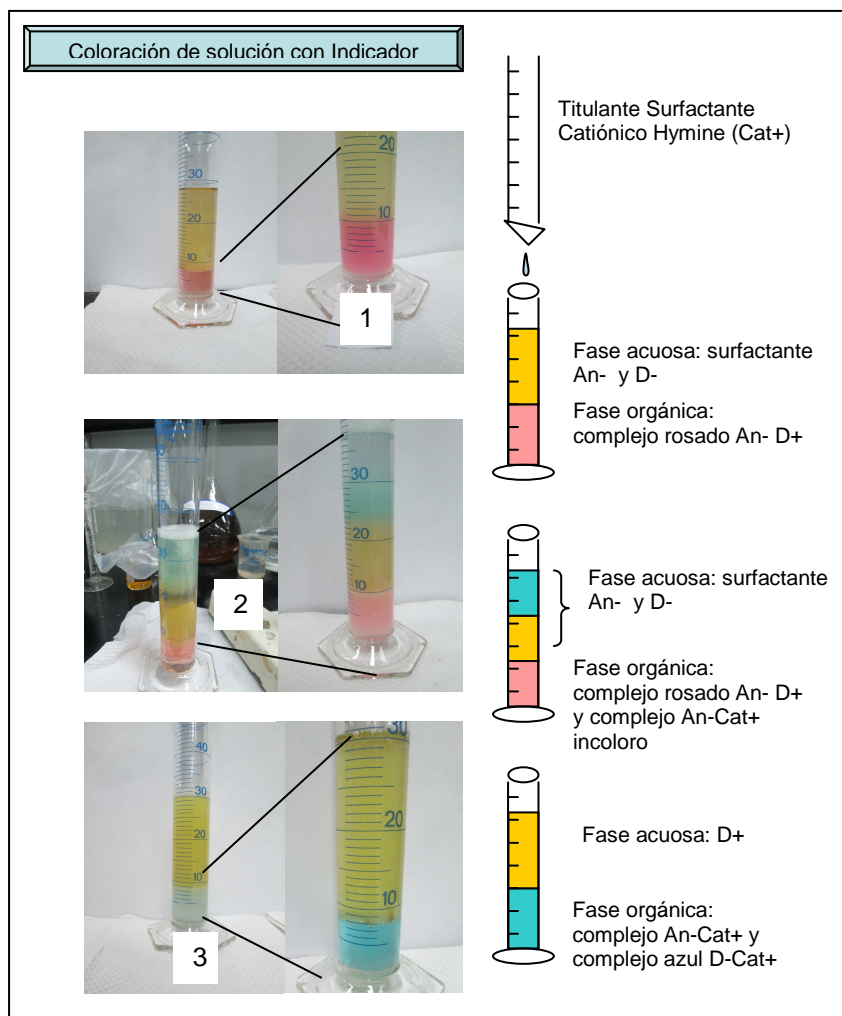 Coloración de solución con Indicador
Titulante Surfactante
Catiónico Hymine (Cat+)
30
20
10
20
10
1
Fase acuosa: surfactante
An- y D-
Fase orgánica:
complejo rosado An- D+
30
20
10
2
Fase acuosa: surfactante
An- y D-
Fase orgánica:
complejo rosado An- D+
y complejo An-Cat+
incoloro
40
30
20
10
30
20
10
3
Fase acuosa: D+
Fase orgánica:
complejo An-Cat+ y
complejo azul D-Cat+